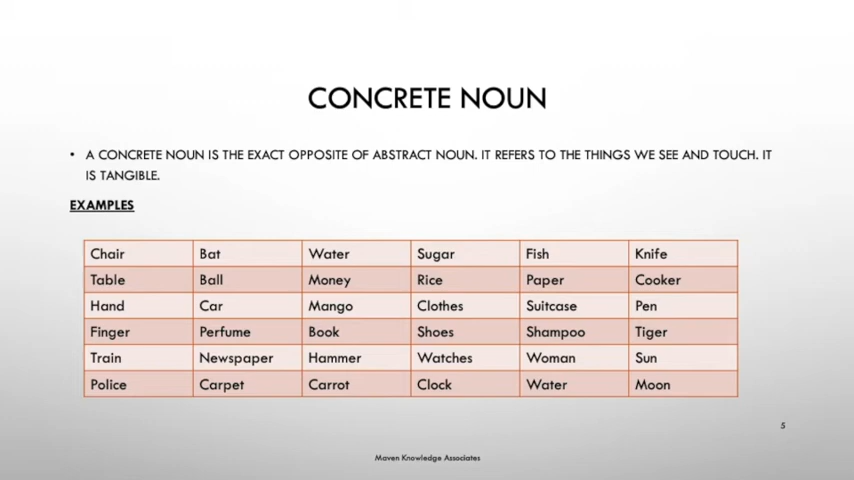 CONCRETE NOUN
• A CONCRETE NOUN IS THE EXACT OPPOSITE OF ABSTRACT NOUN. IT REFERS TO THE THINGS WE SEE AND TOUCH. IT
IS TANGIBLE.
EXAMPLES
Chair Bat Water Sugar Fish Knife
Table Ball Money Rice Paper Cooker
Hand Car Mango Clothes Suitcase Pen
Finger Perfume Book Shoes Shampoo Tiger
Train Newspaper Hammer Watches Woman Sun
Police Carpet Carrot Clock Water Moon
5
Maven Knowledge Associates